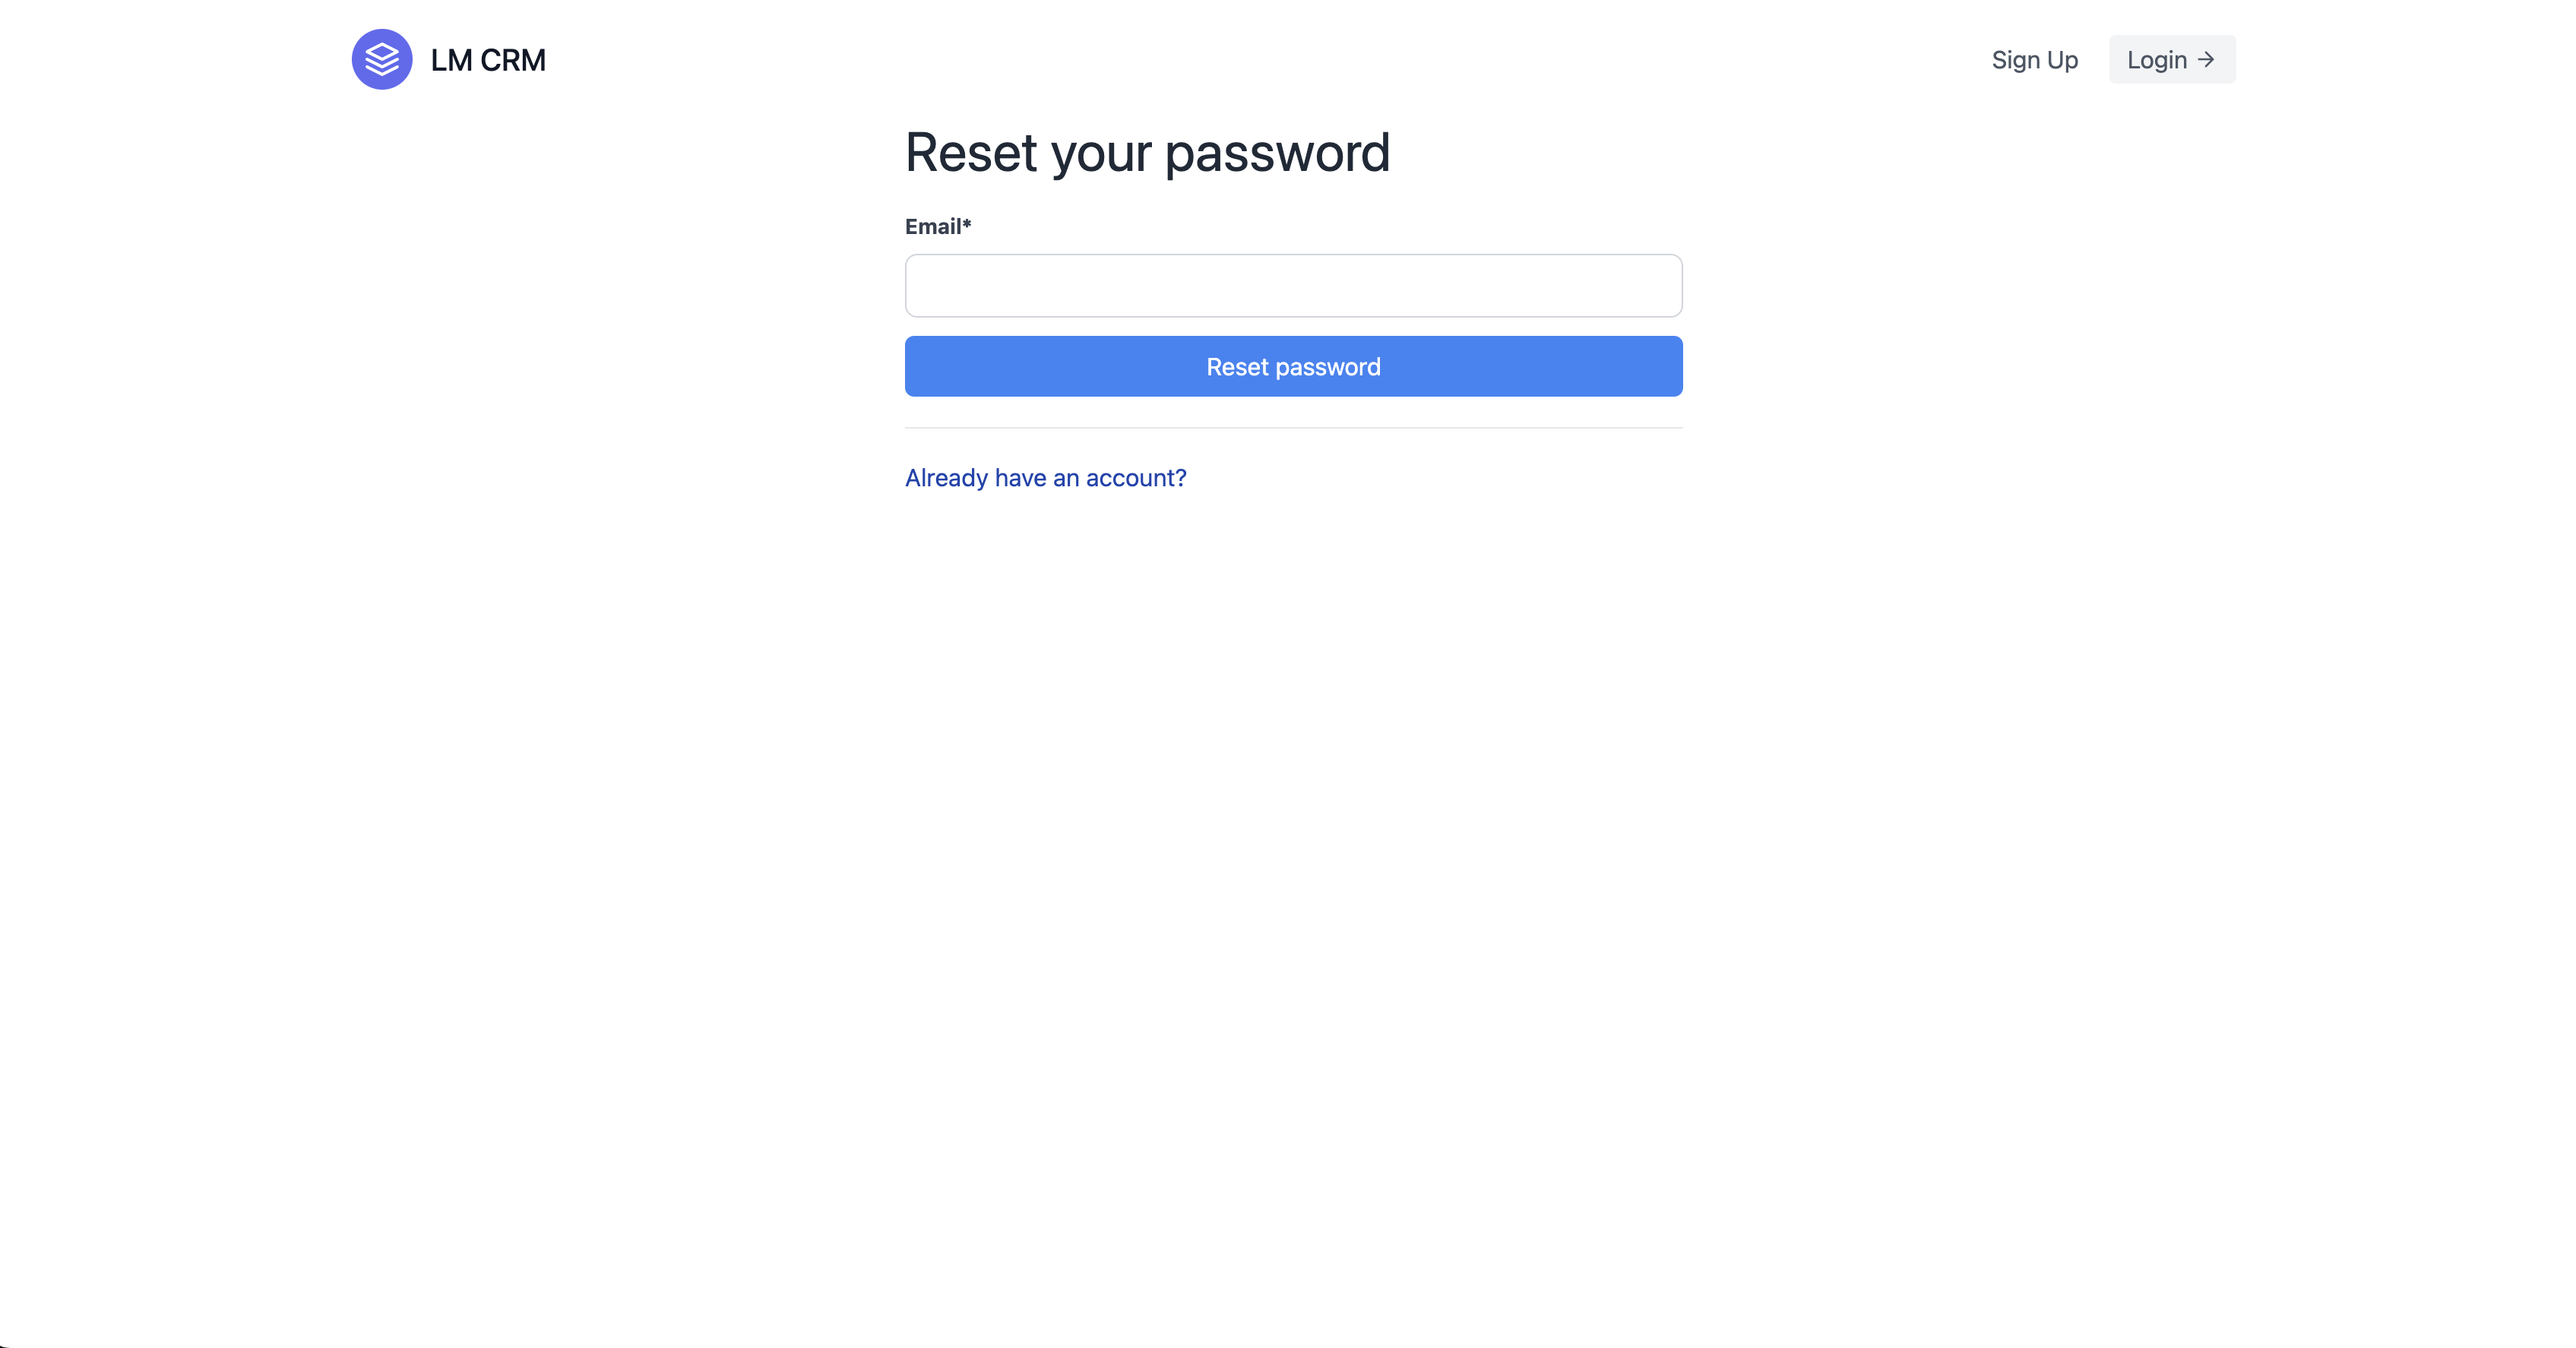 LM CRM
Sign Up
Login →
Reset your password
Email*
Reset password
Already have an account?